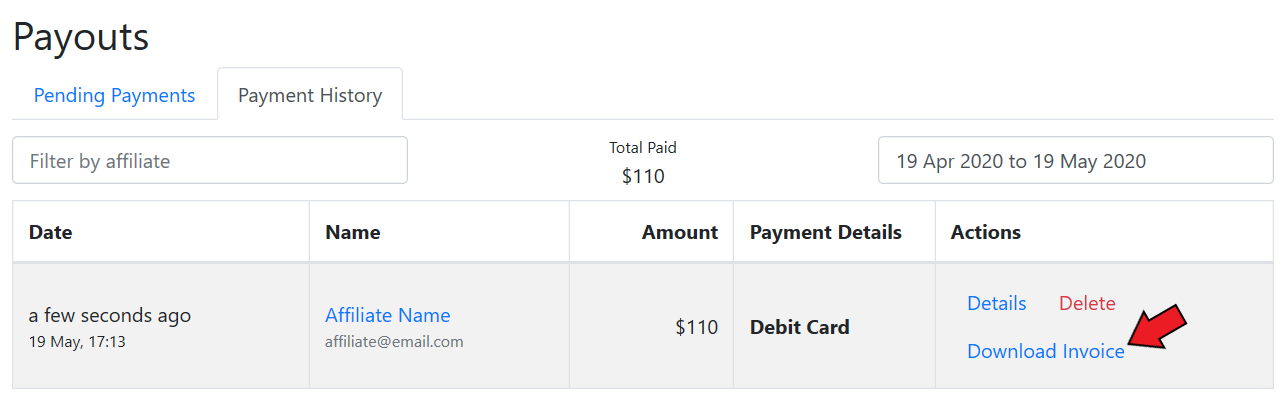 Payouts
Pending Payments Payment History
Filter by affiliate
Total Paid
$110
19 Apr 2020 to 19 May 2020
Date Name Amount Payment Details Actions
a few seconds ago
19 May, 17:13
Affiliate Name
affiliate@email.com
$110
Debit Card
Details Delete
Download Invoice